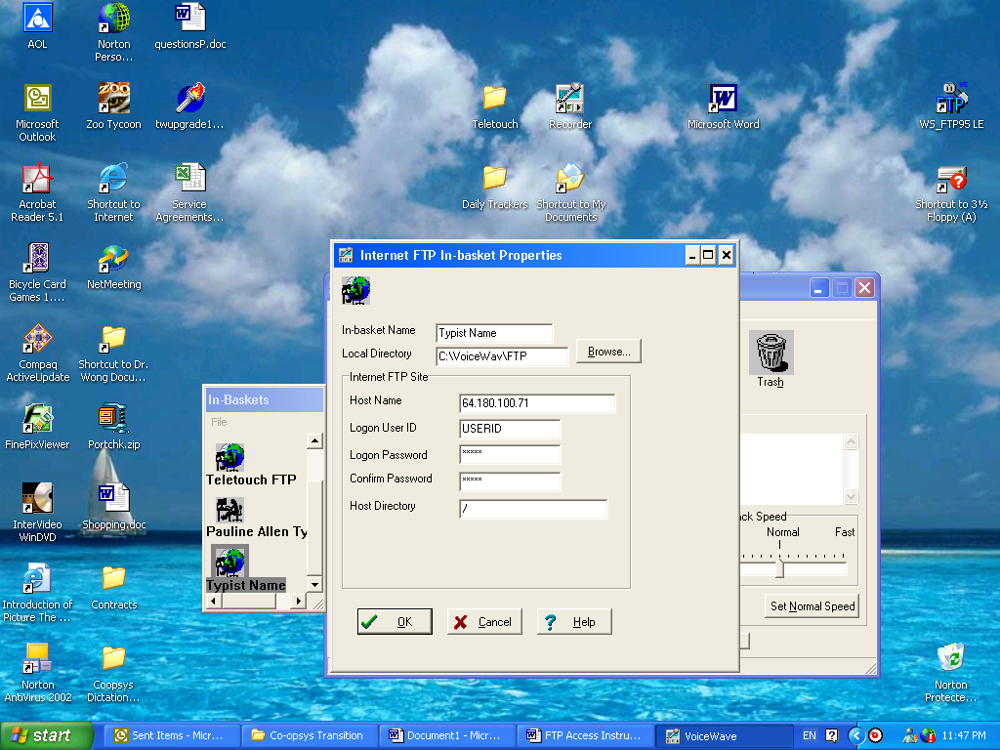 AOL
Norton
Perso...
questionsP.doc
Microsoft
Outlook
Zoo Tycoon
twupgrade1...
Teletouch
Recorder
Microsoft Word
WS_FTP95 LE
Acrobat
Reader 5.1
Shortcut to
Internet
Service
Agreements...
Daily Trackers
Shortcut to My
Documents
Shortcut to 3½
Floppy (A)
Bicycle Card
Games 1....
NetMeeting
Compaq
ActiveUpdate
Shortcut to Dr.
Wong Docu...
FinePixViewer
Portchk.zip
InterVideo
WinDVD
Shopping.doc
Introduction of
Picture The ...
Contracts
Norton
AntiVirus 2002
Coopsys
Dictation...
Norton
Protecte...
Internet FTP In-basket Properties
In-basket Name
Typist Name
Local Directory
C:\VoiceWav\FTP
Browse...
Internet FTP Site
Host Name
64.180.100.71
Logon User ID
USERID
Logon Password
*****
Confirm Password
*****
Host Directory
/
OK
Cancel
Help
In-Baskets
File
Teletouch FTP
Pauline Allen Ty
Typist Name
Trash
ck Speed
Normal
Fast
Set Normal Speed
start
Sent Items - Micr...
Co-opsys Transition
Document1 - Micr...
FTP Access Instru...
VoiceWave
EN
11:47 PM